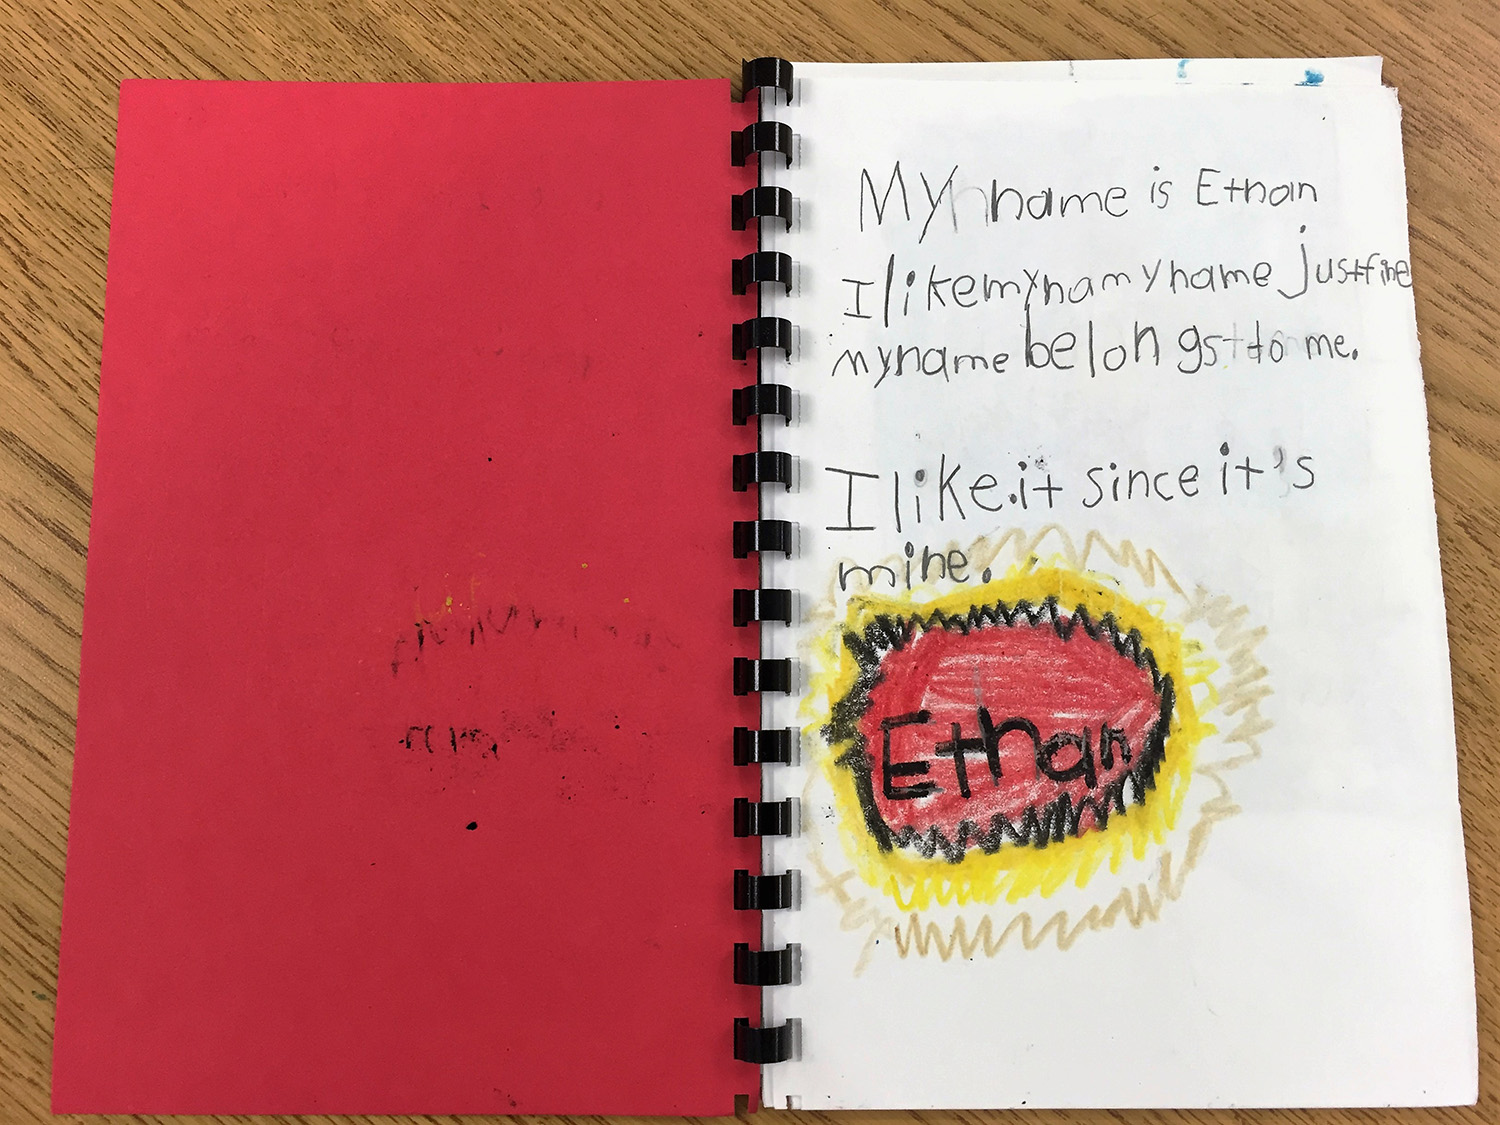 My name is Ethan
I like my nam y name just fine
my name belongs to me.
I like.it since it's
mine.
Ethan